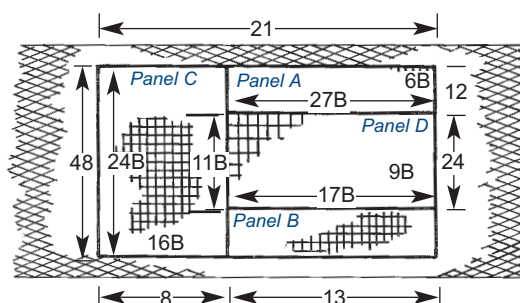 21
Panel C Panel A 6B 12
27B Panel D
48 24B 11B 24
9B
17B
16B Panel B
8 13